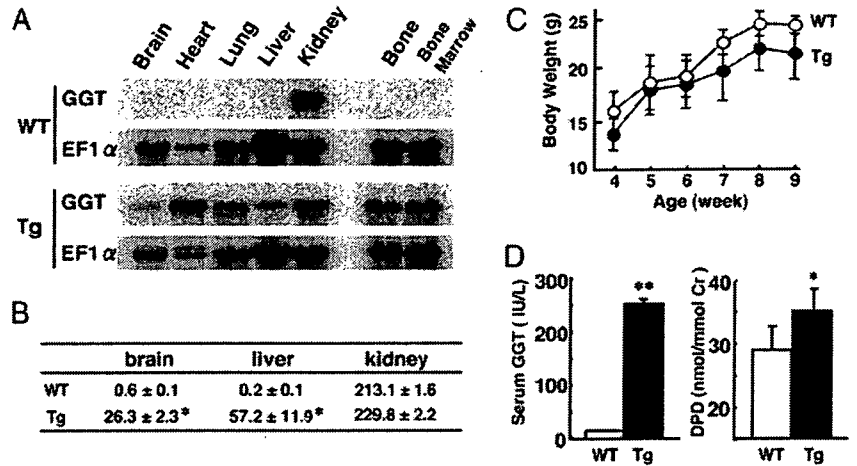 A
Brain Heart Lung Liver Kidney Bone Bone Marrow
WT
GGT
EF1α
Tg
GGT
EF1α
B
brain liver kidney
WT 0.6 ± 0.1 0.2 ± 0.1 213.1 ± 1.6
Tg 26.3 ± 2.3* 57.2 ± 11.9* 229.8 ± 2.2
C
Body Weight (g)
25
20
15
10
WT
Tg
4 5 6 7 8 9
Age (week)
D
Serum GGT ( IU/L)
300
200
100
0
**
WT Tg
DPD (nmol/mmol Cr )
40
30
20
*
WT Tg